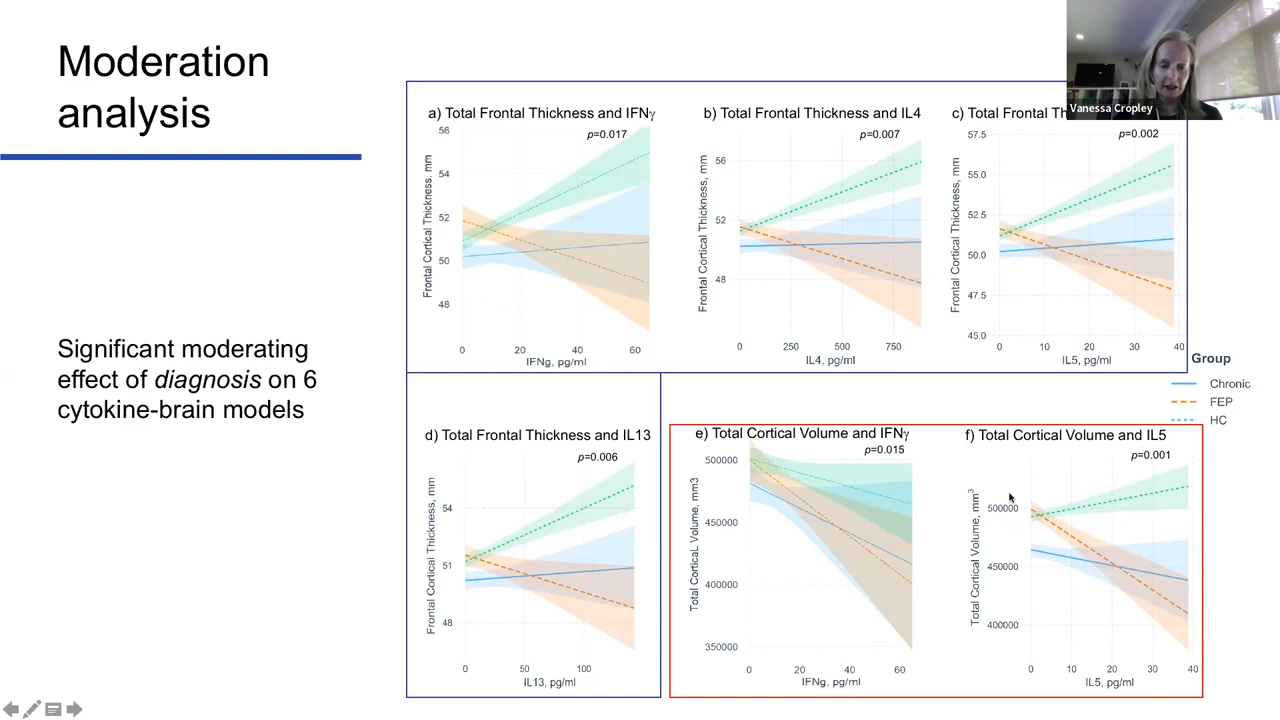 Moderation
analysis
Significant moderating
effect of diagnosis on 6
cytokine-brain models
Vanessa Cropley
a) Total Frontal Thickness and IFNγ
p=0.017
Frontal Cortical Thickness, mm
56
54
52
50
48
0 20 40 60
IFNg, pg/ml
b) Total Frontal Thickness and IL4
p=0.007
Frontal Cortical Thickness, mm
56
52
48
0 250 500 750
IL4, pg/ml
c) Total Frontal Th
p=0.002
Frontal Cortical Thickness, mm
57.5
55.0
52.5
50.0
47.5
45.0
0 10 20 30 40
IL5, pg/ml
Group
Chronic
FEP
HC
d) Total Frontal Thickness and IL13
p=0.006
Frontal Cortical Thickness, mm
54
51
48
0 50 100
IL13, pg/ml
e) Total Cortical Volume and IFNγ
p=0.015
Total Cortical Volume, mm3
500000
450000
400000
350000
0 20 40 60
IFNg, pg/ml
f) Total Cortical Volume and IL5
p=0.001
Total Cortical Volume, mm³
500000
450000
400000
0 10 20 30 40
IL5, pg/ml